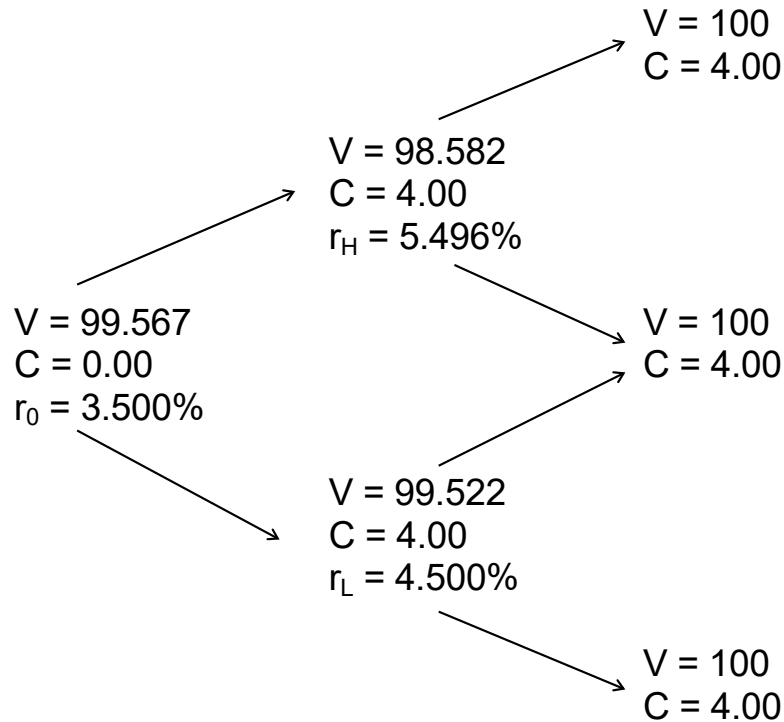 V = 100
C = 4.00
V = 98.582
C = 4.00
r_H = 5.496%
V = 99.567
C = 0.00
r_0 = 3.500%
V = 100
C = 4.00
V = 99.522
C = 4.00
r_L = 4.500%
V = 100
C = 4.00